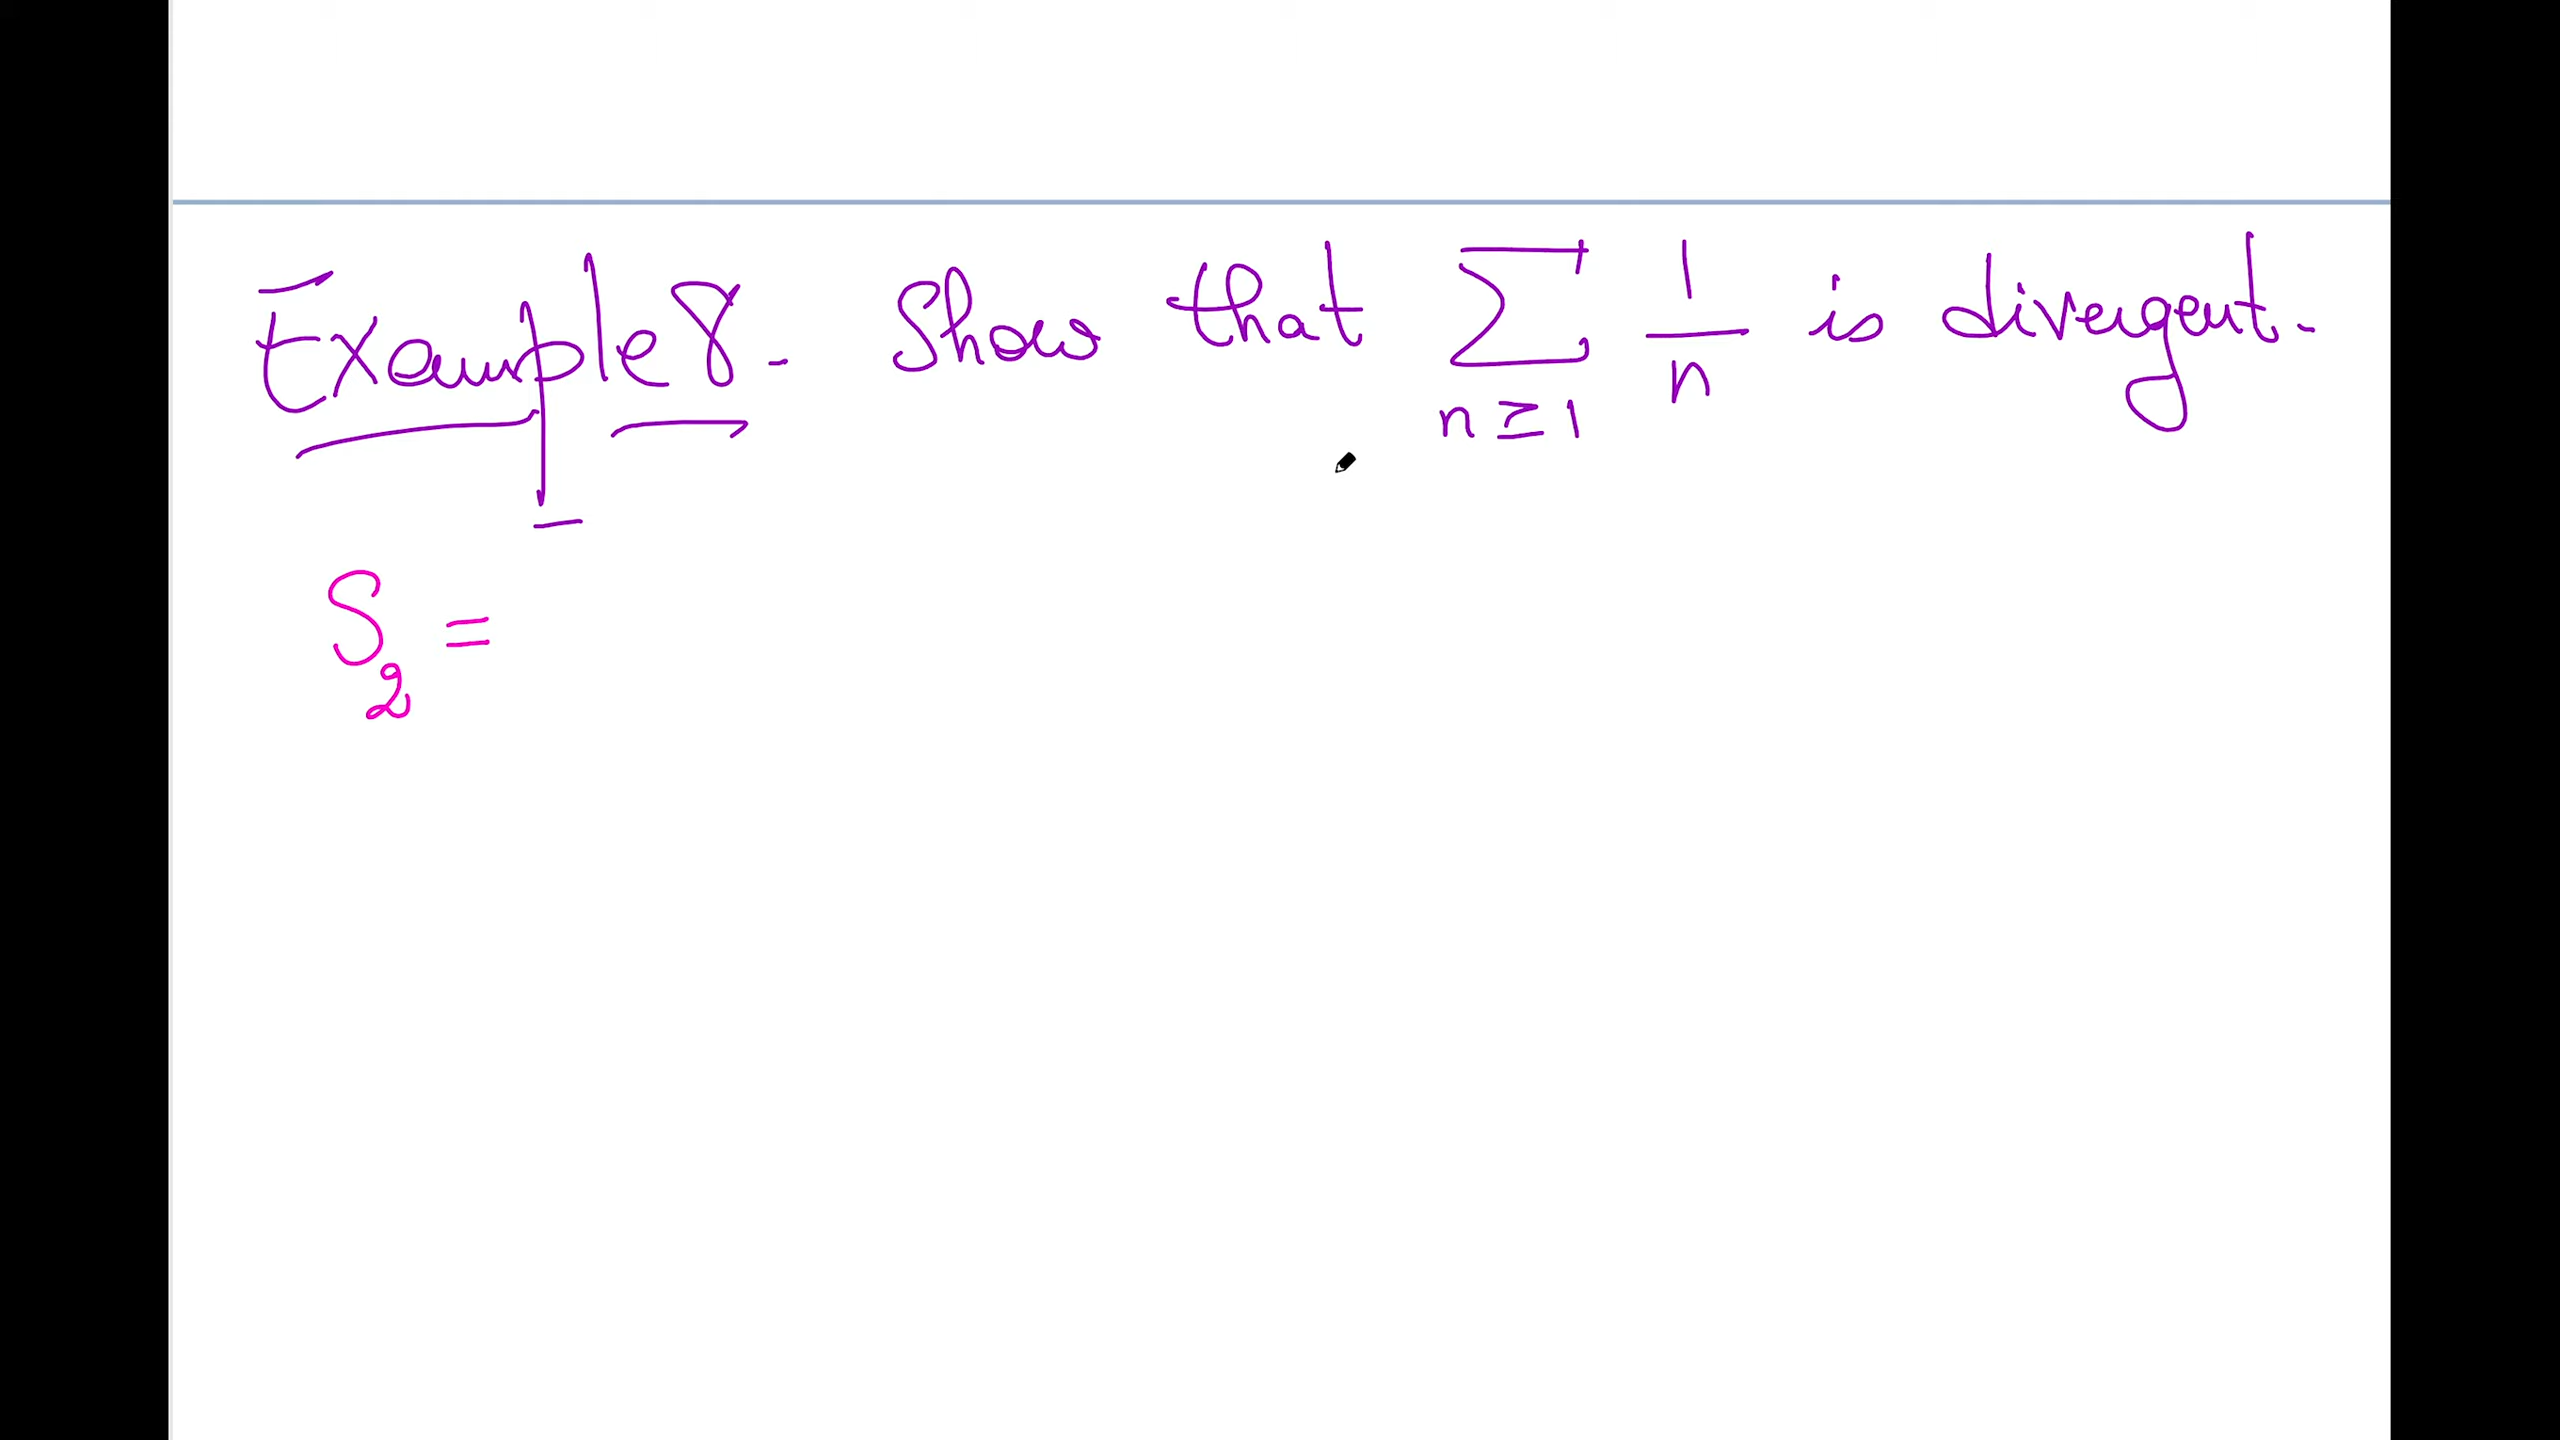 Example 8. Show that ∑_{n≥1} 1/n is divergent.
S₂ =